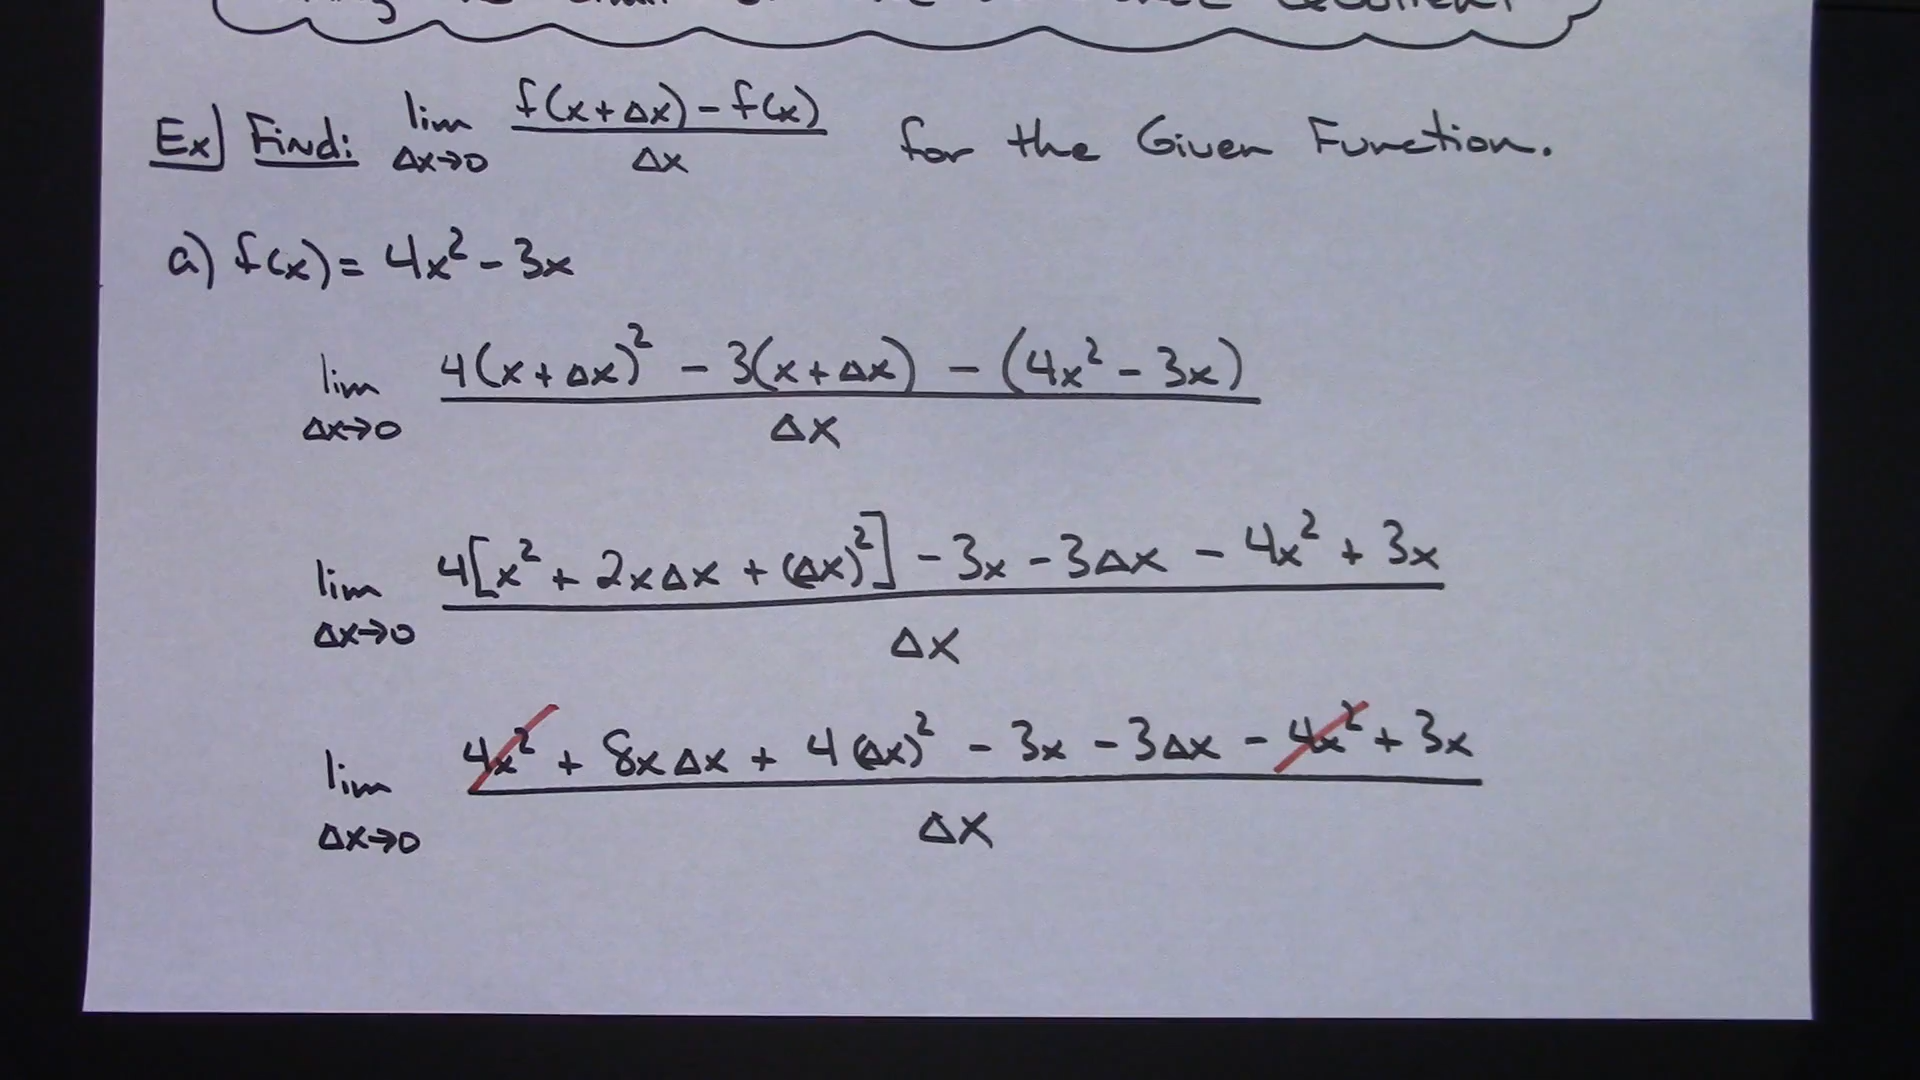 Ex) Find: lim Δx→0 f(x+Δx) - f(x) / Δx for the Given Function.
a) f(x) = 4x² - 3x
lim Δx→0 4(x+Δx)² - 3(x+Δx) - (4x² - 3x) / Δx
lim Δx→0 4[x² + 2xΔx + (Δx)²] - 3x - 3Δx - 4x² + 3x / Δx
lim Δx→0 4x² + 8xΔx + 4(Δx)² - 3x - 3Δx - 4x² + 3x / Δx